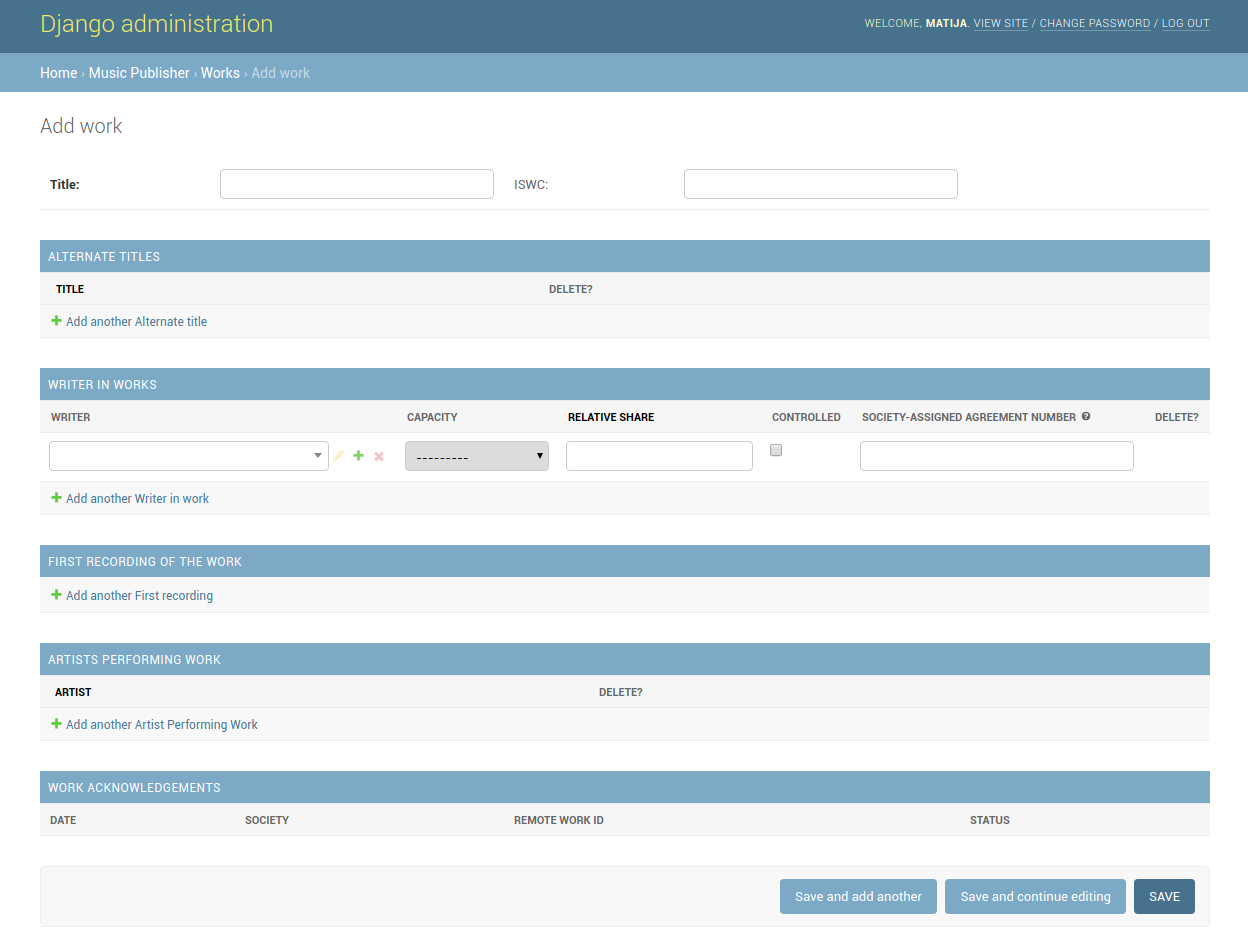 Django administration
WELCOME, MATIJA. VIEW SITE / CHANGE PASSWORD / LOG OUT
Home › Music Publisher › Works › Add work
Add work
Title: ISWC:
ALTERNATE TITLES
TITLE DELETE?
Add another Alternate title
WRITER IN WORKS
WRITER CAPACITY RELATIVE SHARE CONTROLLED SOCIETY-ASSIGNED AGREEMENT NUMBER ? DELETE?
---------
Add another Writer in work
FIRST RECORDING OF THE WORK
Add another First recording
ARTISTS PERFORMING WORK
ARTIST DELETE?
Add another Artist Performing Work
WORK ACKNOWLEDGEMENTS
DATE SOCIETY REMOTE WORK ID STATUS
Save and add another Save and continue editing SAVE